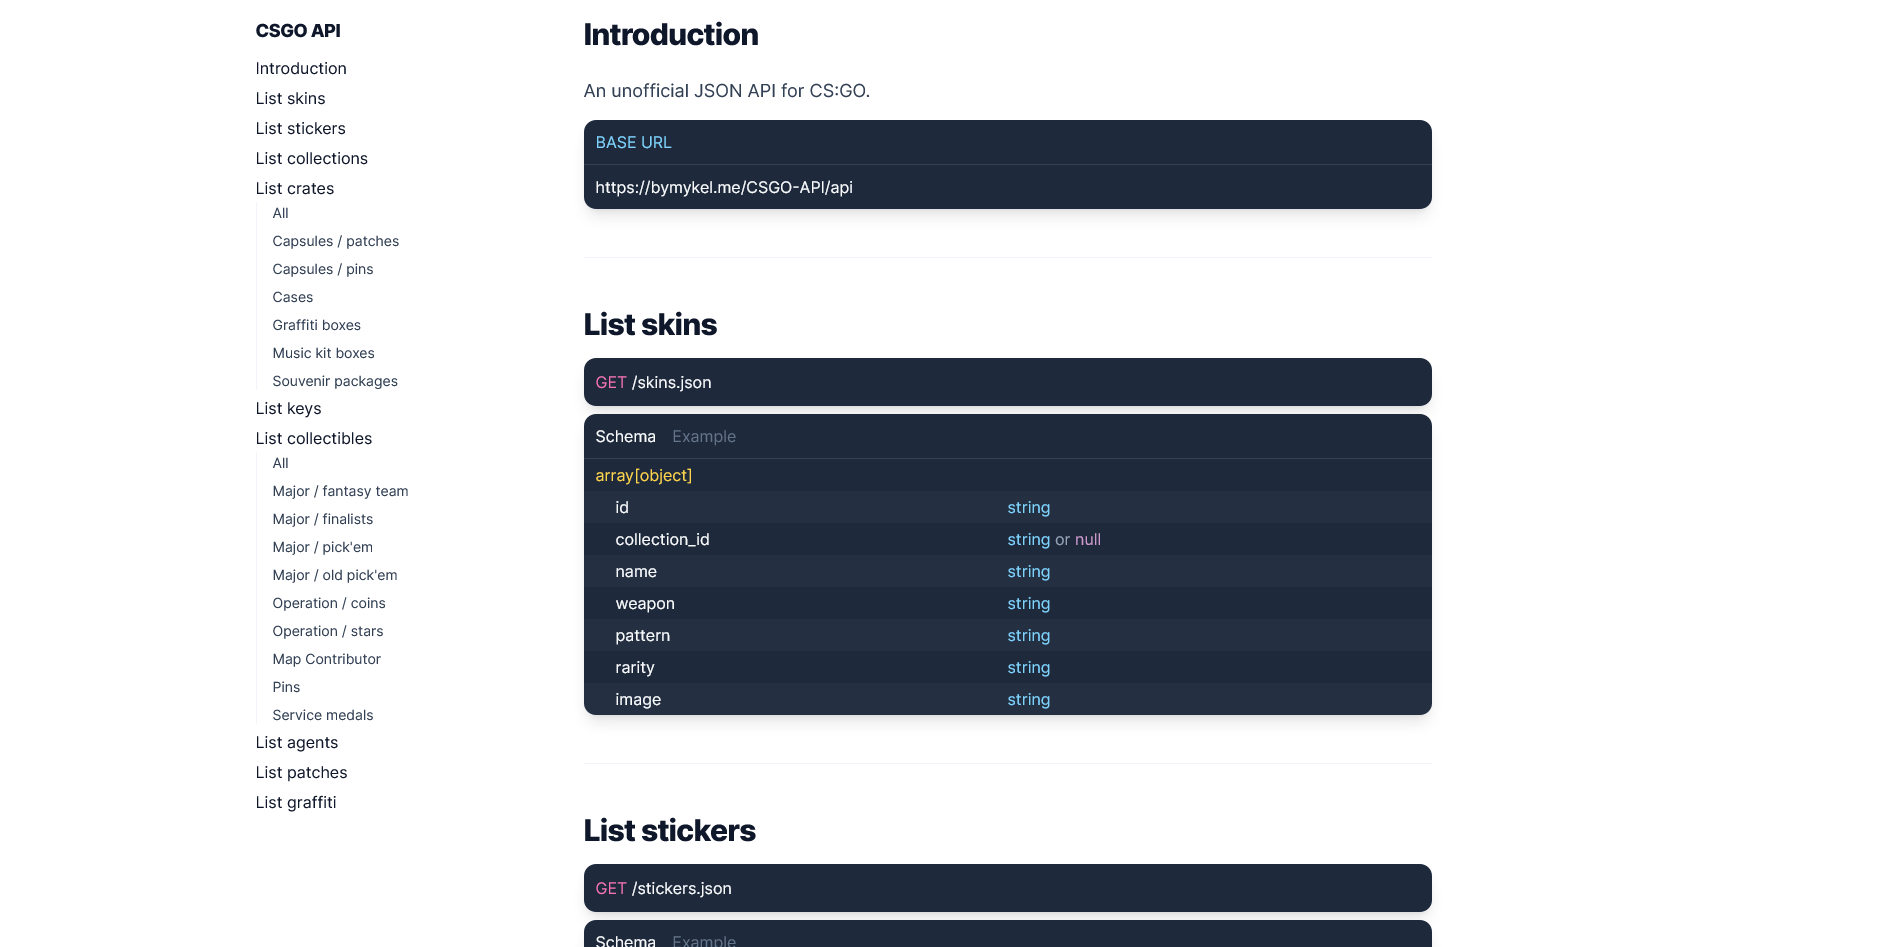 CSGO API
Introduction
List skins
List stickers
List collections
List crates
All
Capsules / patches
Capsules / pins
Cases
Graffiti boxes
Music kit boxes
Souvenir packages
List keys
List collectibles
All
Major / fantasy team
Major / finalists
Major / pick'em
Major / old pick'em
Operation / coins
Operation / stars
Map Contributor
Pins
Service medals
List agents
List patches
List graffiti
Introduction
An unofficial JSON API for CS:GO.
BASE URL
https://bymykel.me/CSGO-API/api
List skins
GET /skins.json
Schema Example
array[object]
id string
collection_id string or null
name string
weapon string
pattern string
rarity string
image string
List stickers
GET /stickers.json
Schema Example